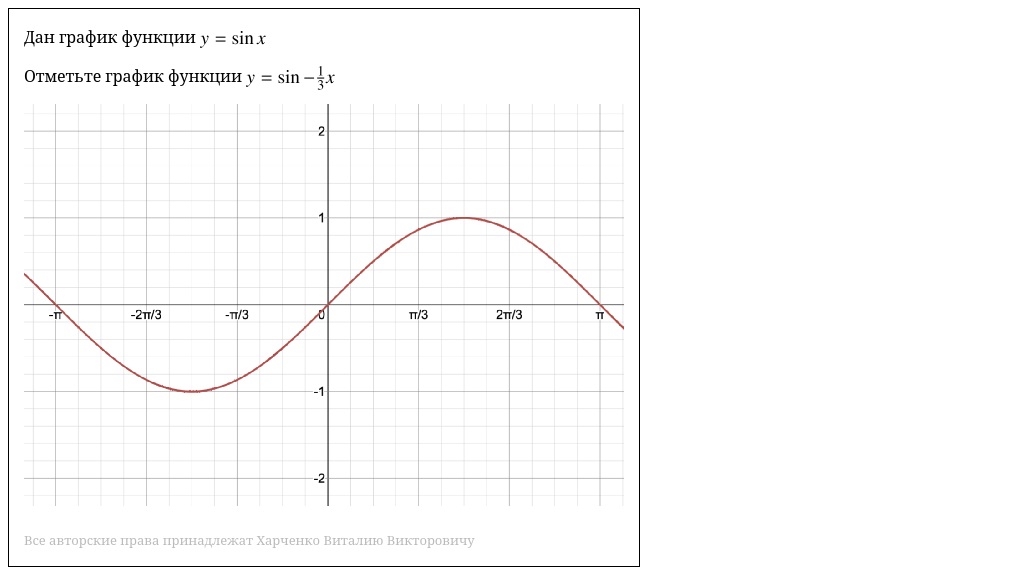 Дан график функции y = sin x
Отметьте график функции y = sin −1/3x
2
1
-π -2π/3 -π/3 0 π/3 2π/3 π
-1
-2
Все авторские права принадлежат Харченко Виталию Викторовичу